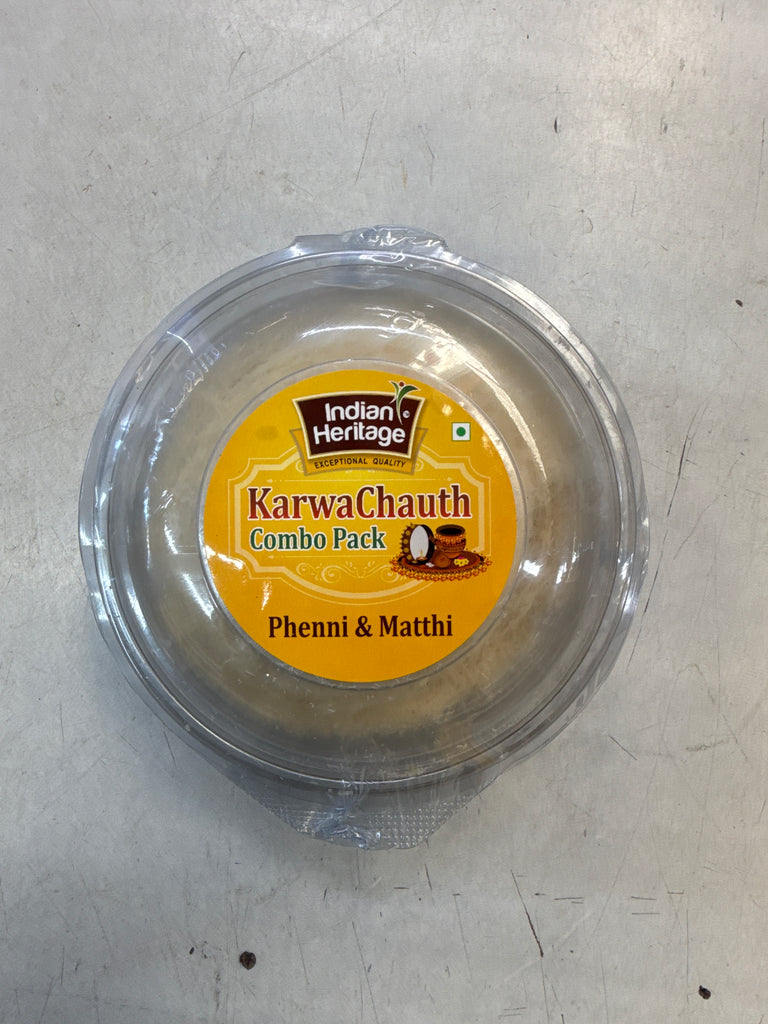 Indian
Heritage
EXCEPTIONAL QUALITY
KarwaChauth
Combo Pack
Phenni & Matthi